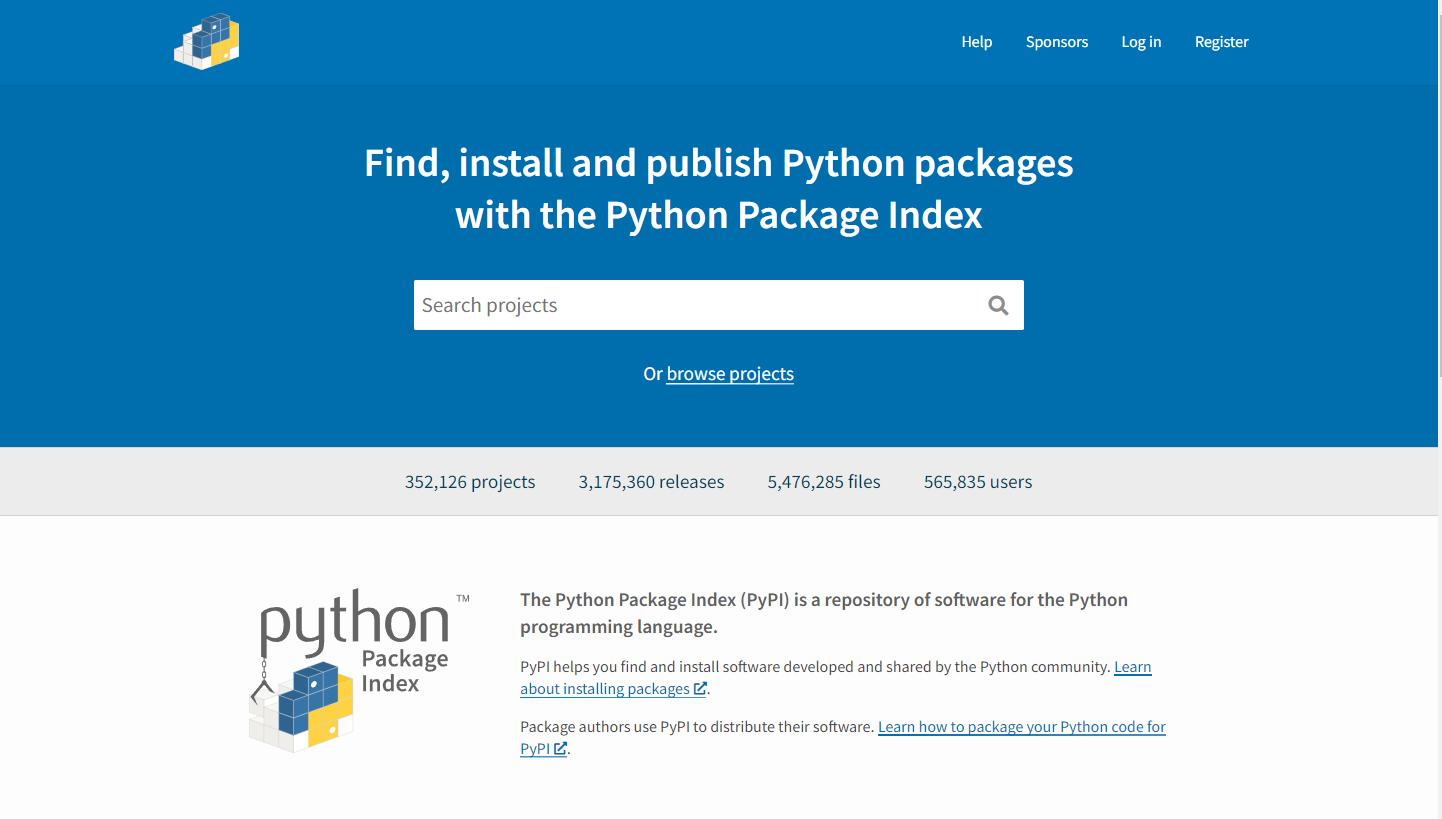 Help Sponsors Log in Register
Find, install and publish Python packages
with the Python Package Index
Search projects
Or browse projects
352,126 projects 3,175,360 releases 5,476,285 files 565,835 users
python ™
Package
Index
The Python Package Index (PyPI) is a repository of software for the Python
programming language.
PyPI helps you find and install software developed and shared by the Python community. Learn
about installing packages.
Package authors use PyPI to distribute their software. Learn how to package your Python code for
PyPI.